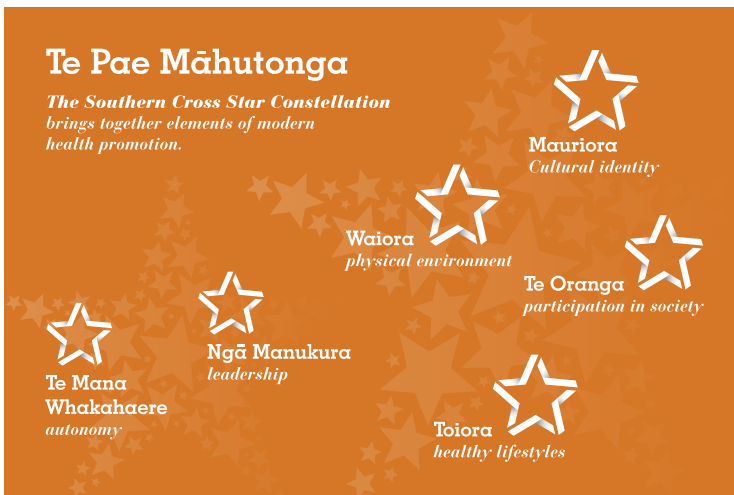 Te Pae Māhutonga
The Southern Cross Star Constellation
brings together elements of modern
health promotion.
Mauriora
Cultural identity
Waiora
physical environment
Te Oranga
participation in society
Ngā Manukura
leadership
Te Mana
Whakahaere
autonomy
Toiora
healthy lifestyles